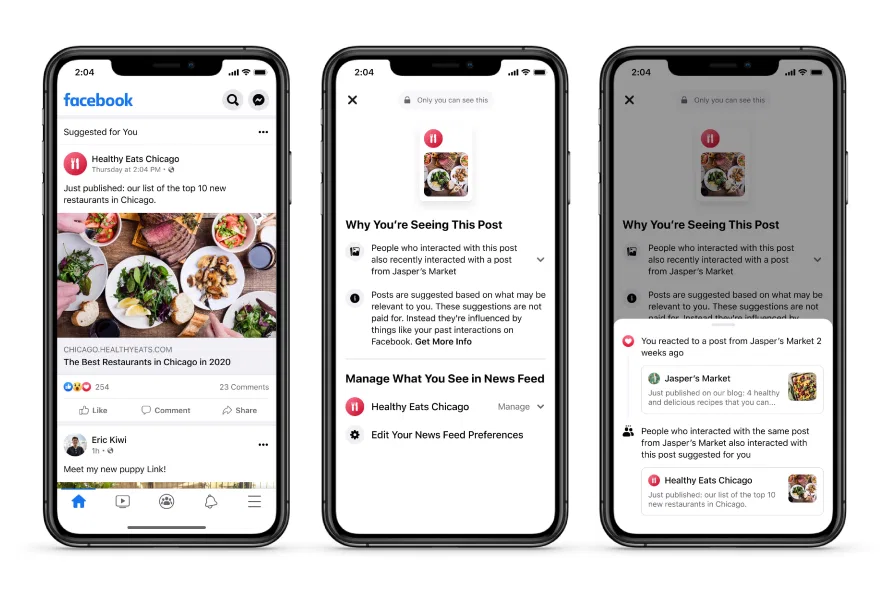 2:04
facebook
Suggested for You
Healthy Eats Chicago
Thursday at 2:04 PM •
Just published: our list of the top 10 new
restaurants in Chicago.
CHICAGO.HEALTHYEATS.COM
The Best Restaurants in Chicago in 2020
254
23 Comments
Like
Comment
Share
Eric Kiwi
1h •
Meet my new puppy Link!
2:04
Only you can see this
Why You're Seeing This Post
People who interacted with this post
also recently interacted with a post
from Jasper's Market
Posts are suggested based on what may be
relevant to you. These suggestions are not
paid for. Instead they're influenced by
things like your past interactions on
Facebook. Get More Info
Manage What You See in News Feed
Healthy Eats Chicago
Manage
Edit Your News Feed Preferences
2:04
Only you can see this
Why You're Seeing This Post
People who interacted with this post
also recently interacted with a post
from Jasper's Market
Posts are suggested based on what may be
relevant to you. These suggestions are not
paid for. Instead they're influenced by
You reacted to a post from Jasper's Market 2
weeks ago
Jasper's Market
Just published on our blog: 4 healthy
and delicious recipes that you can...
People who interacted with the same post
from Jasper's Market also interacted with
this post suggested for you
Healthy Eats Chicago
Just published: our list of the top 10
new restaurants in Chicago.